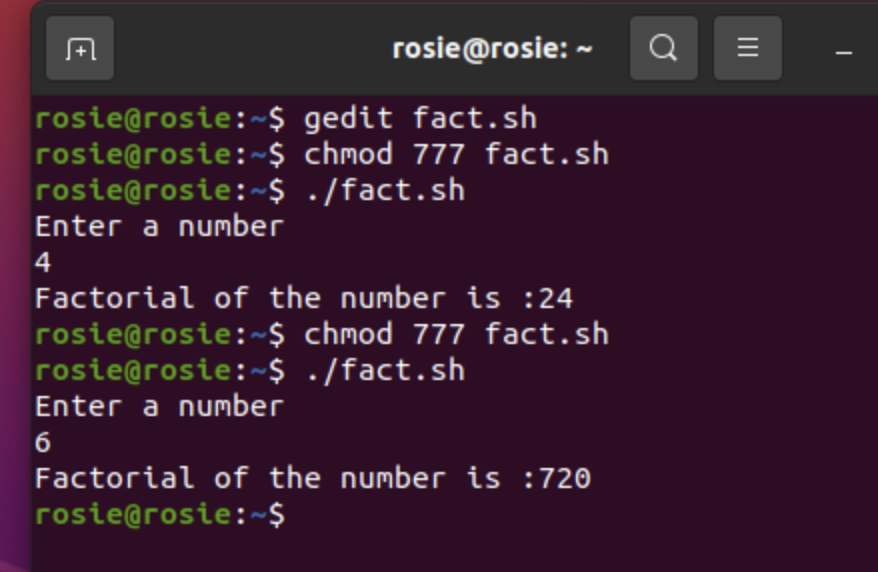 rosie@rosie: ~
rosie@rosie:~$ gedit fact.sh
rosie@rosie:~$ chmod 777 fact.sh
rosie@rosie:~$ ./fact.sh
Enter a number
4
Factorial of the number is :24
rosie@rosie:~$ chmod 777 fact.sh
rosie@rosie:~$ ./fact.sh
Enter a number
6
Factorial of the number is :720
rosie@rosie:~$